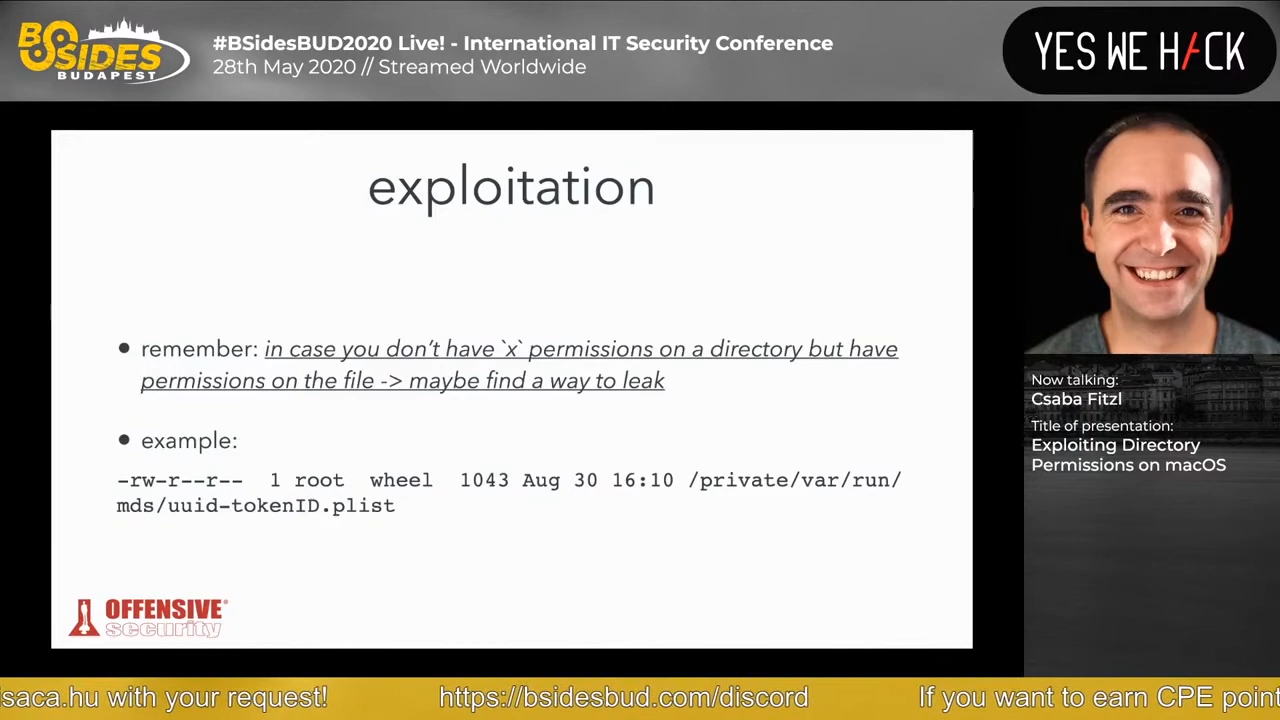 BSIDES
BUDAPEST
#BSidesBUD2020 Live! - International IT Security Conference
28th May 2020 // Streamed Worldwide
YES WE H/CK
exploitation
• remember: in case you don't have `x` permissions on a directory but have
permissions on the file -> maybe find a way to leak
• example:
-rw-r--r-- 1 root wheel 1043 Aug 30 16:10 /private/var/run/
mds/uuid-tokenID.plist
OFFENSIVE®
security
Now talking:
Csaba Fitzl
Title of presentation:
Exploiting Directory
Permissions on macOS
isaca.hu with your request! https://bsidesbud.com/discord If you want to earn CPE point